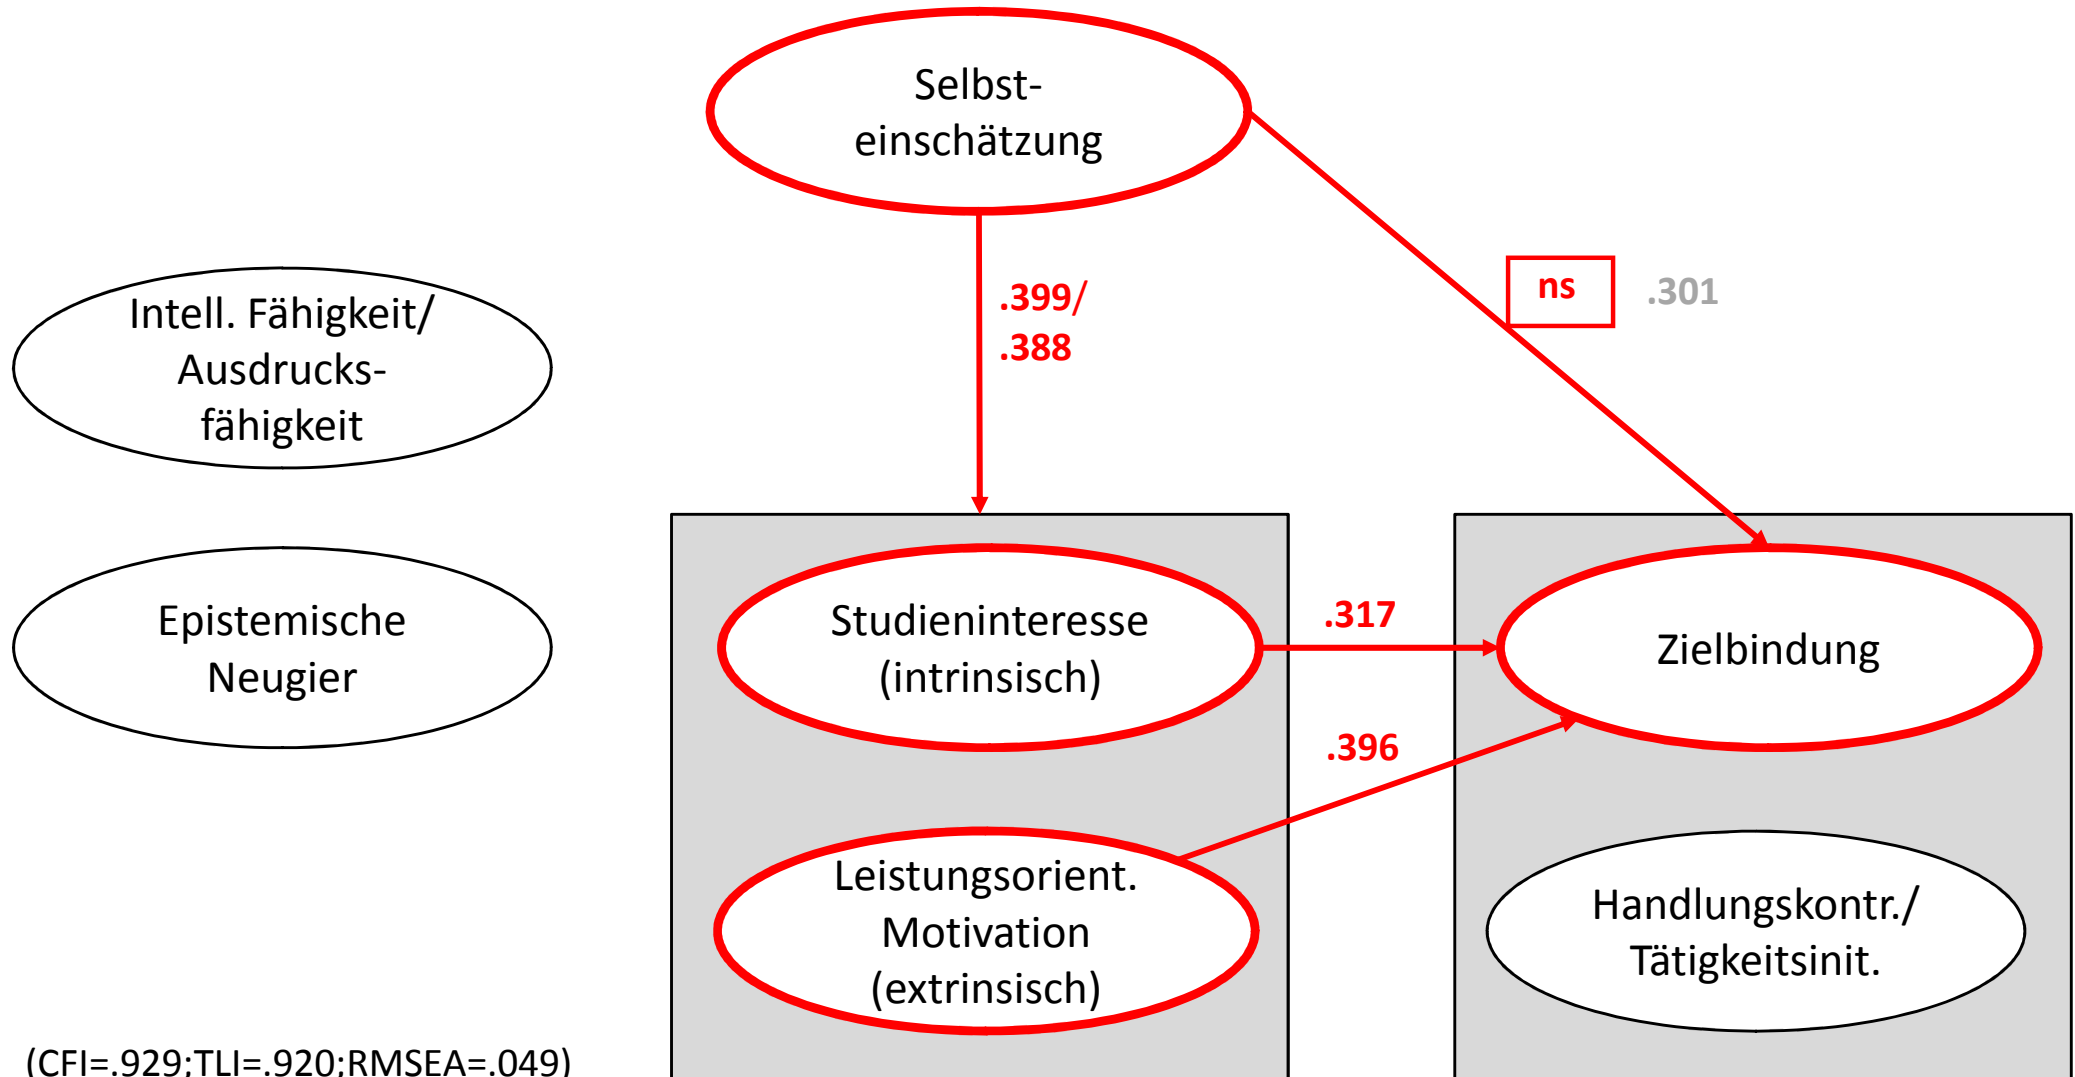 Selbst-
einschätzung
.399/
.388
ns
.301
Intell. Fähigkeit/
Ausdrucks-
fähigkeit
Epistemische
Neugier
Studieninteresse
(intrinsisch)
.317
Zielbindung
.396
Leistungsorient.
Motivation
(extrinsisch)
Handlungskontr./
Tätigkeitsinit.
(CFI=.929;TLI=.920;RMSEA=.049)